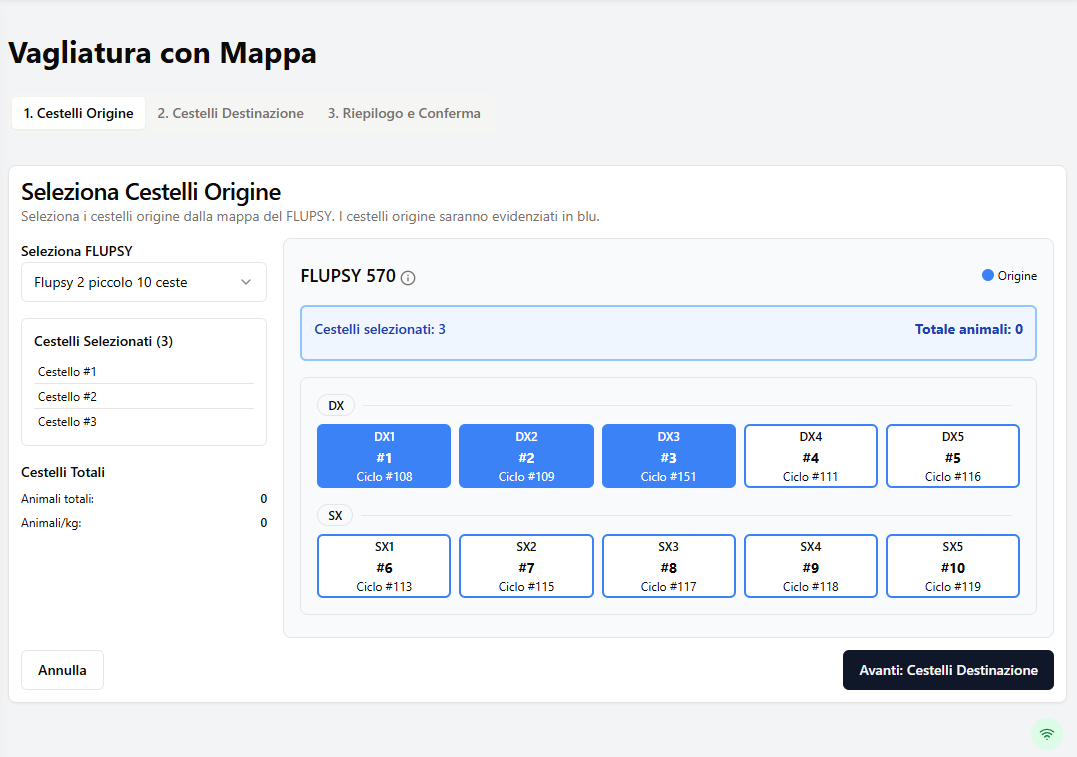 Vagliatura con Mappa
1. Cestelli Origine 2. Cestelli Destinazione 3. Riepilogo e Conferma
Seleziona Cestelli Origine
Seleziona i cestelli origine dalla mappa del FLUPSY. I cestelli origine saranno evidenziati in blu.
Seleziona FLUPSY
Flupsy 2 piccolo 10 ceste
Cestelli Selezionati (3)
Cestello #1
Cestello #2
Cestello #3
Cestelli Totali
Animali totali: 0
Animali/kg: 0
FLUPSY 570
Origine
Cestelli selezionati: 3 Totale animali: 0
DX
DX1 DX2 DX3 DX4 DX5
#1 #2 #3 #4 #5
Ciclo #108 Ciclo #109 Ciclo #151 Ciclo #111 Ciclo #116
SX
SX1 SX2 SX3 SX4 SX5
#6 #7 #8 #9 #10
Ciclo #113 Ciclo #115 Ciclo #117 Ciclo #118 Ciclo #119
Annulla Avanti: Cestelli Destinazione